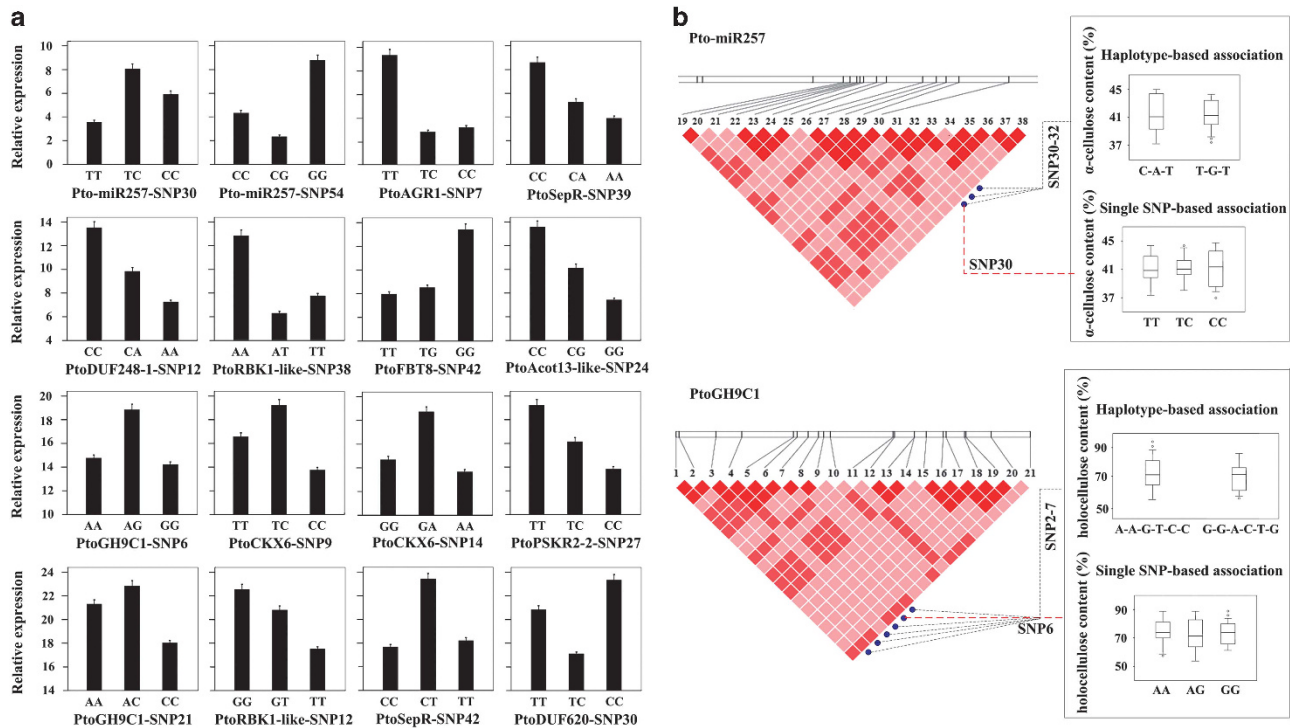 a
Relative expression
10
8
6
4
2
0
TT TC CC
Pto-miR257-SNP30
CC CG GG
Pto-miR257-SNP54
TT TC CC
PtoAGR1-SNP7
CC CA AA
PtoSepR-SNP39
Relative expression
14
12
10
8
6
4
CC CA AA
PtoDUF248-1-SNP12
AA AT TT
PtoRBK1-like-SNP38
TT TG GG
PtoFBT8-SNP42
CC CG GG
PtoAcot13-like-SNP24
Relative expression
20
18
16
14
12
10
AA AG GG
PtoGH9C1-SNP6
TT TC CC
PtoCKX6-SNP9
GG GA AA
PtoCKX6-SNP14
TT TC CC
PtoPSKR2-2-SNP27
Relative expression
24
22
20
18
16
14
AA AC CC
PtoGH9C1-SNP21
GG GT TT
PtoRBK1-like-SNP12
CC CT TT
PtoSepR-SNP42
TT TC CC
PtoDUF620-SNP30
b
Pto-miR257
19 20 21 22 23 24 25 26 27 28 29 30 31 32 33 34 35 36 37 38
SNP30-32
SNP30
Haplotype-based association
α-cellulose content (%)
45
41
37
C-A-T T-G-T
Single SNP-based association
α-cellulose content (%)
45
41
37
TT TC CC
PtoGH9C1
1 2 3 4 5 6 7 8 9 10 11 12 13 14 15 16 17 18 19 20 21
SNP2-7
SNP6
Haplotype-based association
holocellulose content (%)
90
70
50
A-A-G-T-C-C G-G-A-C-T-G
Single SNP-based association
holocellulose content (%)
90
70
50
AA AG GG